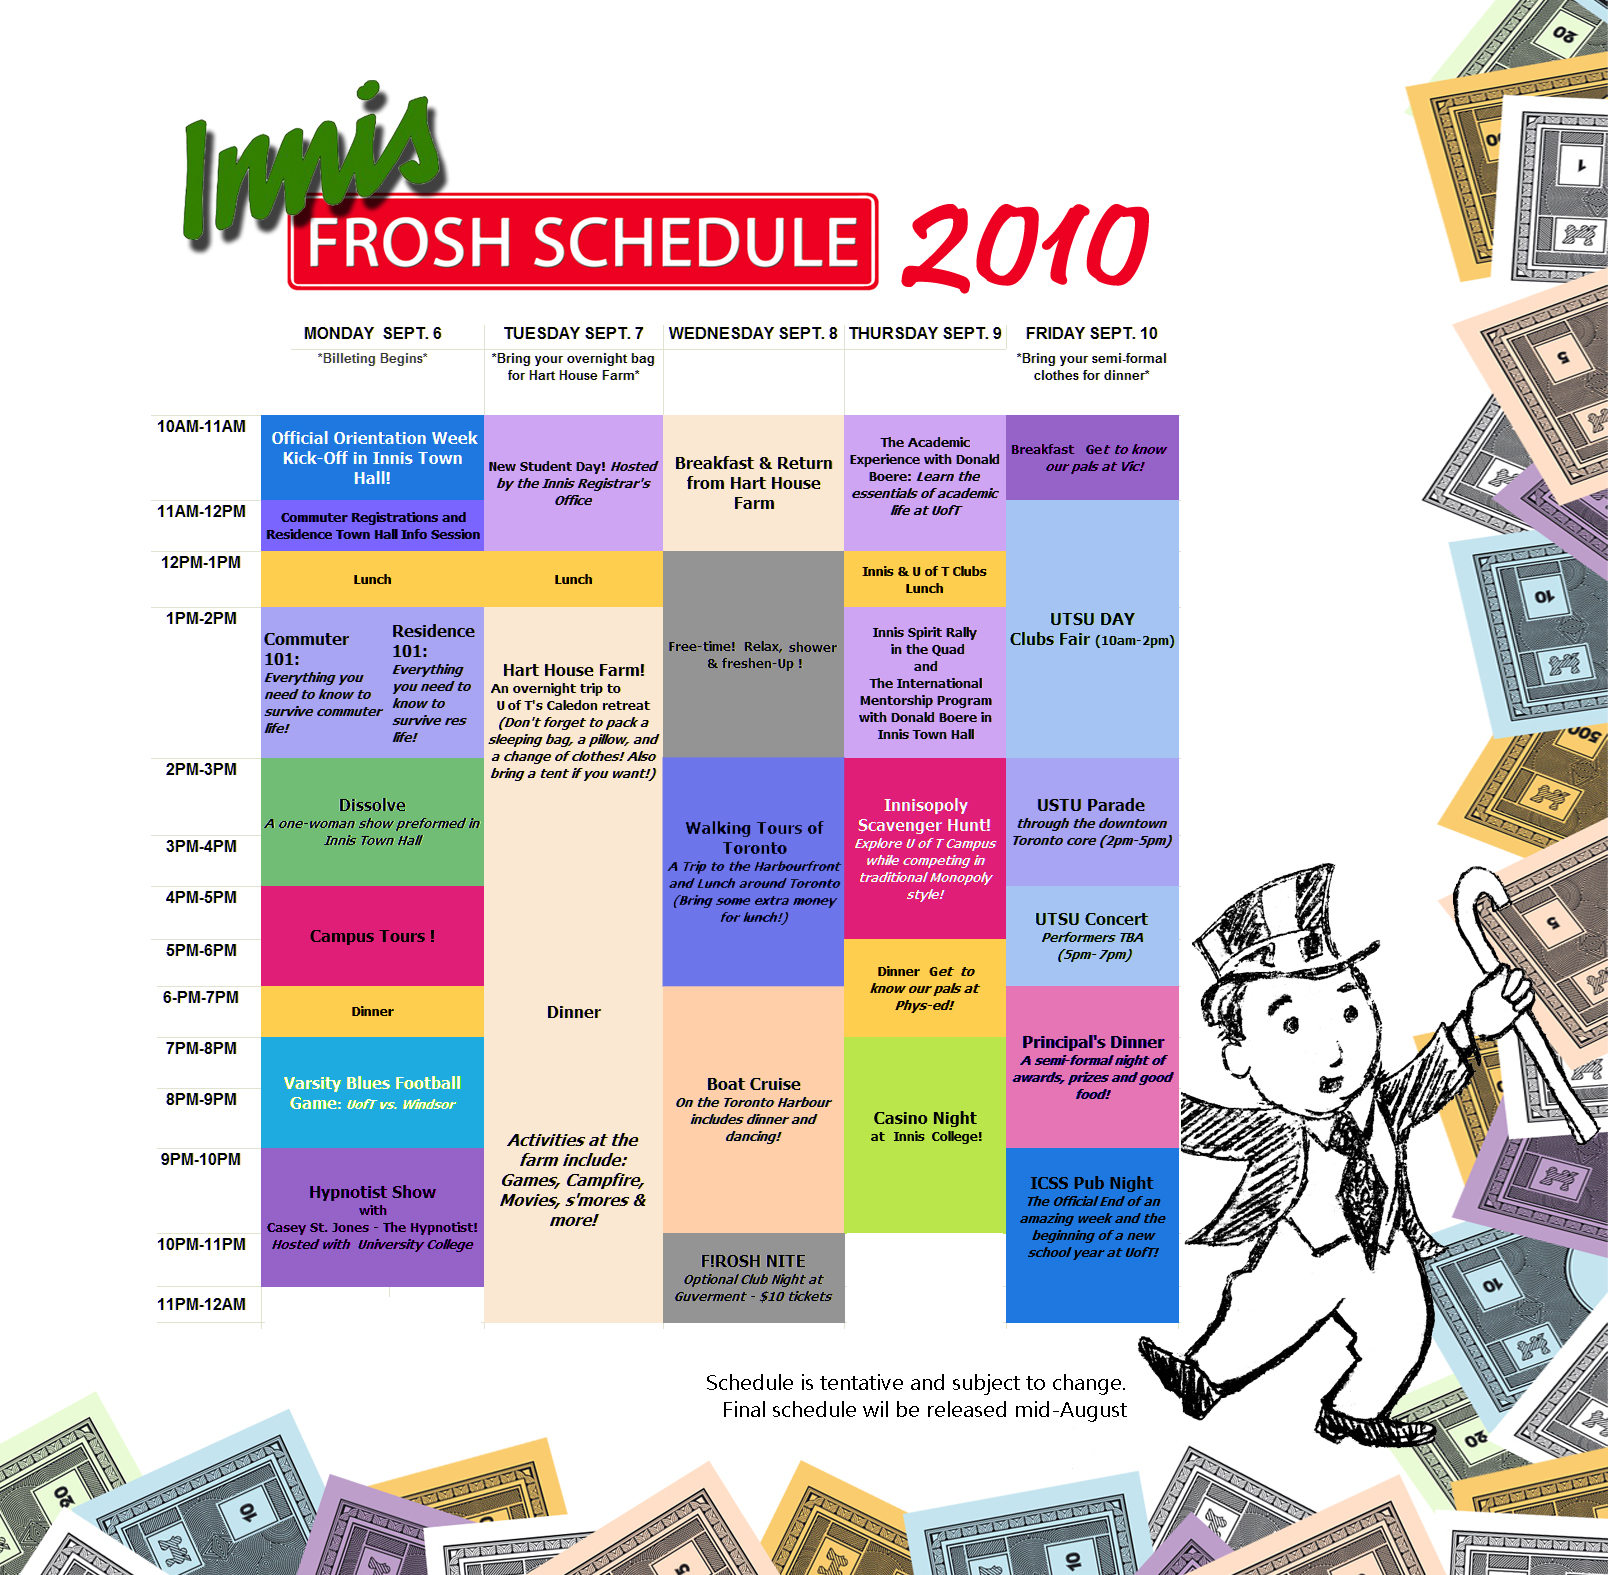 Innis
FROSH SCHEDULE 2010
MONDAY SEPT. 6
TUESDAY SEPT. 7
WEDNESDAY SEPT. 8
THURSDAY SEPT. 9
FRIDAY SEPT. 10
*Billeting Begins*
*Bring your overnight bag
for Hart House Farm*
*Bring your semi-formal
clothes for dinner*
10AM-11AM
11AM-12PM
12PM-1PM
1PM-2PM
2PM-3PM
3PM-4PM
4PM-5PM
5PM-6PM
6-PM-7PM
7PM-8PM
8PM-9PM
9PM-10PM
10PM-11PM
11PM-12AM
Official Orientation Week
Kick-Off in Innis Town
Hall!
Commuter Registrations and
Residence Town Hall Info Session
Lunch
Commuter
101:
Everything you
need to know to
survive commuter
life!
Residence
101:
Everything
you need to
know to
survive res
life!
Dissolve
A one-woman show preformed in
Innis Town Hall
Campus Tours !
Dinner
Varsity Blues Football
Game: UofT vs. Windsor
Hypnotist Show
with
Casey St. Jones - The Hypnotist!
Hosted with University College
New Student Day! Hosted
by the Innis Registrar's
Office
Lunch
Hart House Farm!
An overnight trip to
U of T's Caledon retreat
(Don't forget to pack a
sleeping bag, a pillow, and
a change of clothes! Also
bring a tent if you want!)
Dinner
Activities at the
farm include:
Games, Campfire,
Movies, s'mores &
more!
Breakfast & Return
from Hart House
Farm
Free-time! Relax, shower
& freshen-Up !
Walking Tours of
Toronto
A Trip to the Harbourfront
and Lunch around Toronto
(Bring some extra money
for lunch!)
Boat Cruise
On the Toronto Harbour
includes dinner and
dancing!
F!ROSH NITE
Optional Club Night at
Guverment - $10 tickets
The Academic
Experience with Donald
Boere: Learn the
essentials of academic
life at UofT
Innis & U of T Clubs
Lunch
Innis Spirit Rally
in the Quad
and
The International
Mentorship Program
with Donald Boere in
Innis Town Hall
Innisopoly
Scavenger Hunt!
Explore U of T Campus
while competing in
traditional Monopoly
style!
Dinner Get to
know our pals at
Phys-ed!
Casino Night
at Innis College!
Breakfast Get to know
our pals at Vic!
UTSU DAY
Clubs Fair (10am-2pm)
USTU Parade
through the downtown
Toronto core (2pm-5pm)
UTSU Concert
Performers TBA
(5pm- 7pm)
Principal's Dinner
A semi-formal night of
awards, prizes and good
food!
ICSS Pub Night
The Official End of an
amazing week and the
beginning of a new
school year at UofT!
Schedule is tentative and subject to change.
Final schedule wil be released mid-August
20
1
5
10
500
5
10
20
20
10
5
10